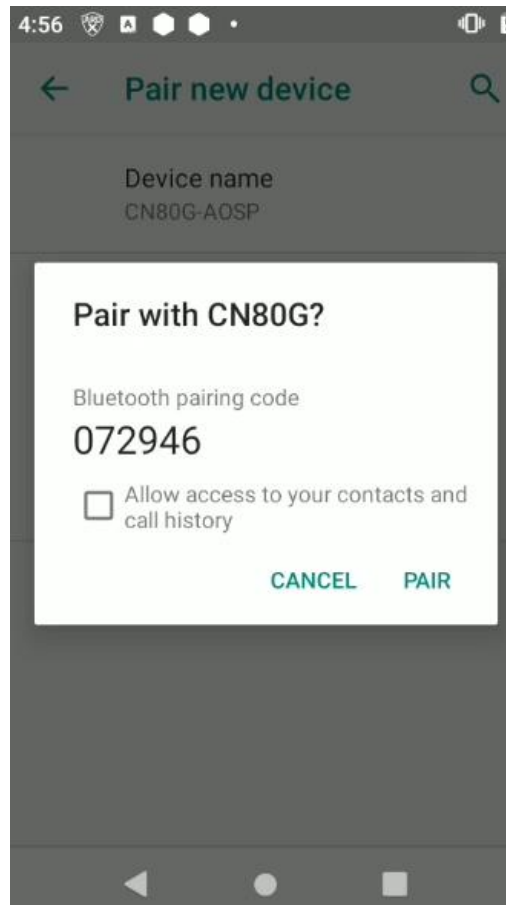 4:56
Pair new device
Device name
CN80G-AOSP
Pair with CN80G?
Bluetooth pairing code
072946
Allow access to your contacts and
call history
CANCEL PAIR